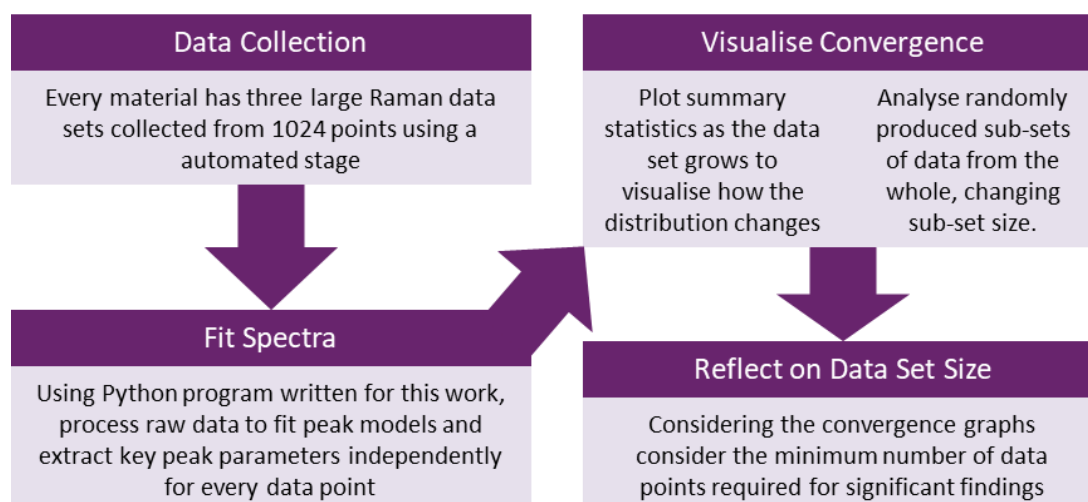 Data Collection
Every material has three large Raman data
sets collected from 1024 points using a
automated stage
Fit Spectra
Using Python program written for this work,
process raw data to fit peak models and
extract key peak parameters independently
for every data point
Visualise Convergence
Plot summary
statistics as the data
set grows to
visualise how the
distribution changes
Analyse randomly
produced sub-sets
of data from the
whole, changing
sub-set size.
Reflect on Data Set Size
Considering the convergence graphs
consider the minimum number of data
points required for significant findings